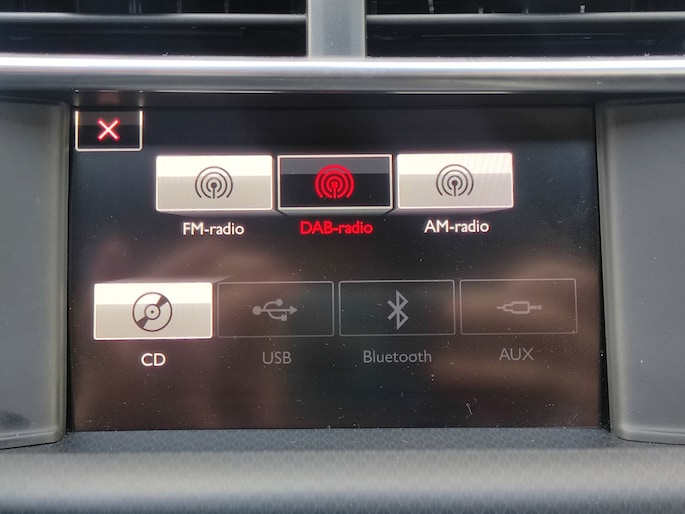 FM-radio
DAB-radio
AM-radio
CD
USB
Bluetooth
AUX